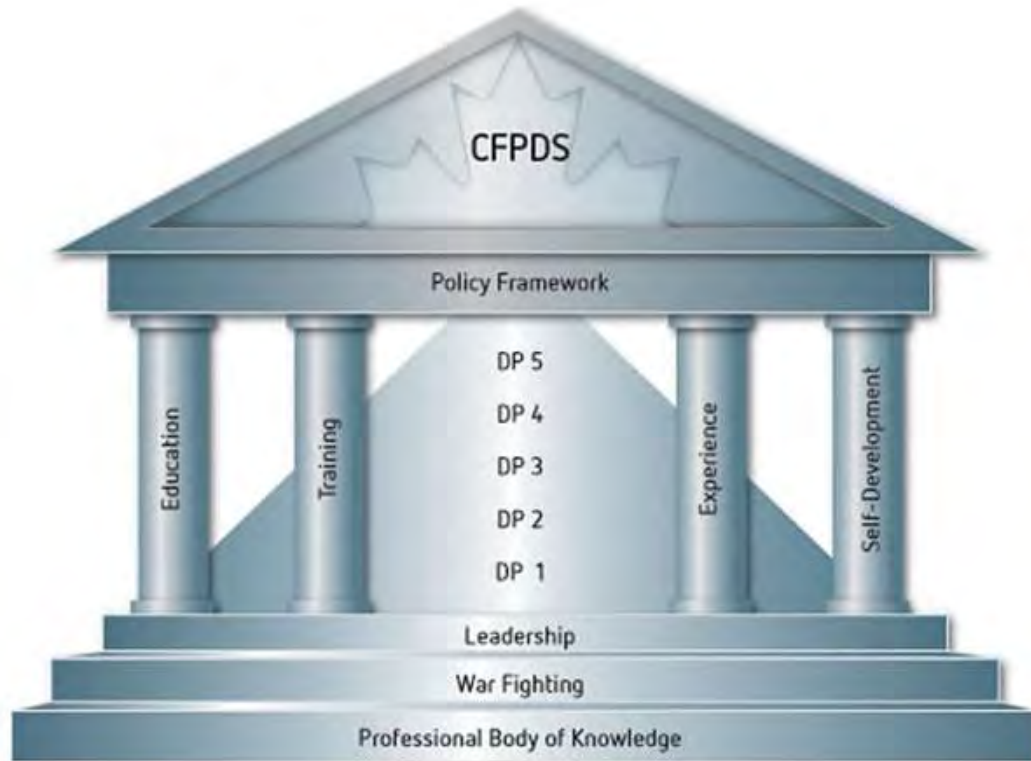 CFPDS
Policy Framework
Education
Training
DP 5
DP 4
DP 3
DP 2
DP 1
Experience
Self-Development
Leadership
War Fighting
Professional Body of Knowledge